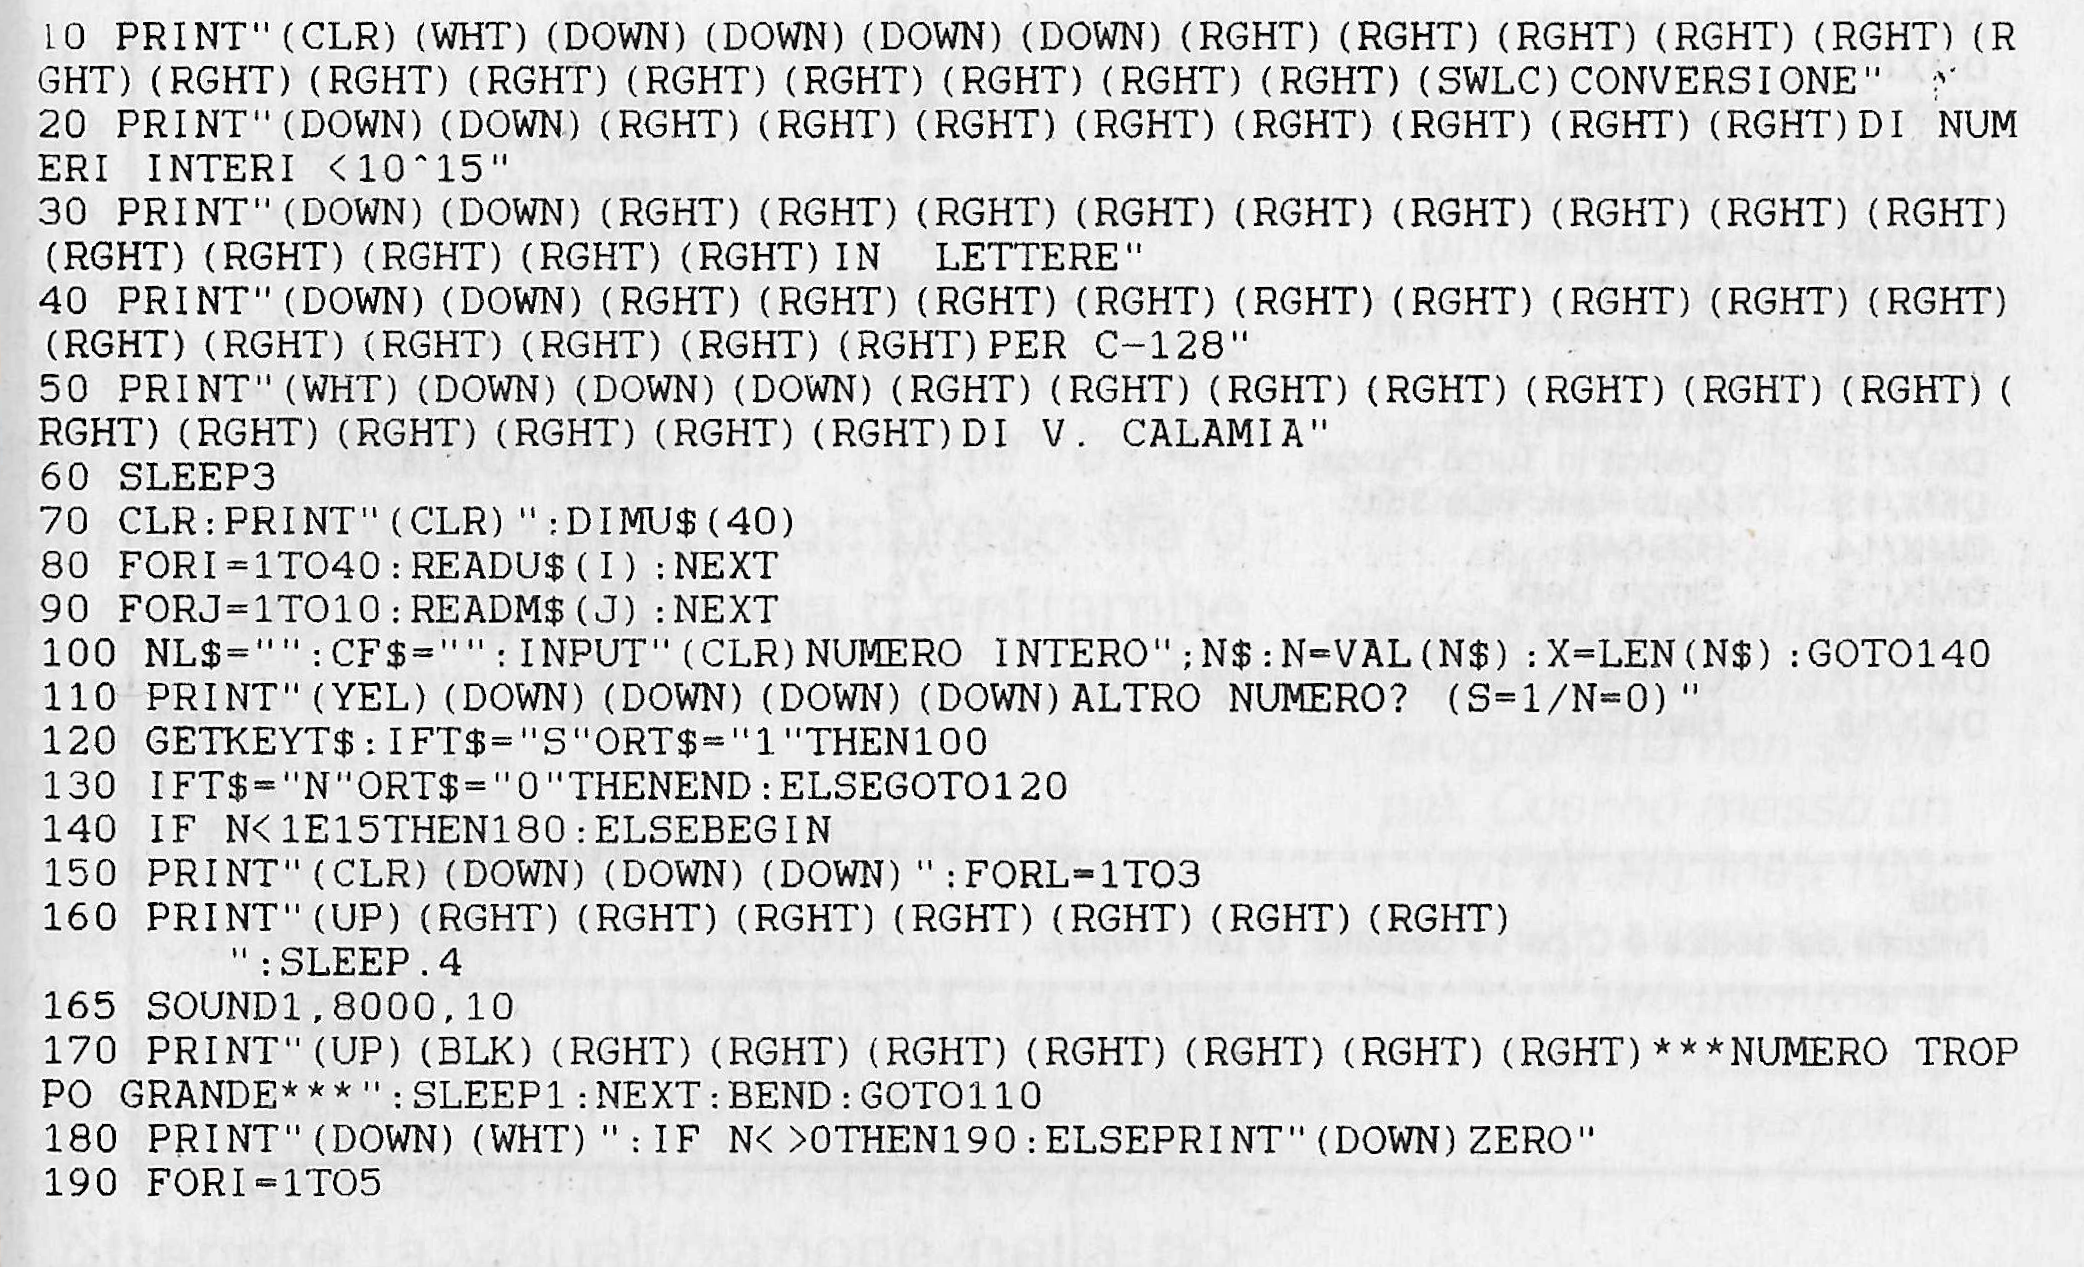 10 PRINT"(CLR)(WHT)(DOWN)(DOWN)(DOWN)(DOWN)(RGHT)(RGHT)(RGHT)(RGHT)(RGHT)(R
GHT)(RGHT)(RGHT)(RGHT)(RGHT)(RGHT)(RGHT)(RGHT)(RGHT)(SWLC)CONVERSIONE"
20 PRINT"(DOWN)(DOWN)(RGHT)(RGHT)(RGHT)(RGHT)(RGHT)(RGHT)(RGHT)(RGHT)DI NUM
ERI INTERI <10^15"
30 PRINT"(DOWN)(DOWN)(RGHT)(RGHT)(RGHT)(RGHT)(RGHT)(RGHT)(RGHT)(RGHT)(RGHT)
(RGHT)(RGHT)(RGHT)(RGHT)(RGHT)IN  LETTERE"
40 PRINT"(DOWN)(DOWN)(RGHT)(RGHT)(RGHT)(RGHT)(RGHT)(RGHT)(RGHT)(RGHT)(RGHT)
(RGHT)(RGHT)(RGHT)(RGHT)(RGHT)(RGHT)PER C-128"
50 PRINT"(WHT)(DOWN)(DOWN)(DOWN)(RGHT)(RGHT)(RGHT)(RGHT)(RGHT)(RGHT)(RGHT)(
RGHT)(RGHT)(RGHT)(RGHT)(RGHT)(RGHT)DI V. CALAMIA"
60 SLEEP3
70 CLR:PRINT"(CLR)":DIMU$(40)
80 FORI=1TO40:READU$(I):NEXT
90 FORJ=1TO10:READM$(J):NEXT
100 NL$="":CF$="":INPUT"(CLR)NUMERO INTERO";N$:N=VAL(N$):X=LEN(N$):GOTO140
110 PRINT"(YEL)(DOWN)(DOWN)(DOWN)(DOWN)ALTRO NUMERO? (S=1/N=0)"
120 GETKEYT$:IFT$="S"ORT$="1"THEN100
130 IFT$="N"ORT$="0"THENEND:ELSEGOTO120
140 IF N<1E15THEN180:ELSEBEGIN
150 PRINT"(CLR)(DOWN)(DOWN)(DOWN)":FORL=1TO3
160 PRINT"(UP)(RGHT)(RGHT)(RGHT)(RGHT)(RGHT)(RGHT)(RGHT)
       ":SLEEP.4
165 SOUND1,8000,10
170 PRINT"(UP)(BLK)(RGHT)(RGHT)(RGHT)(RGHT)(RGHT)(RGHT)(RGHT)***NUMERO TROP
PO GRANDE***":SLEEP1:NEXT:BEND:GOTO110
180 PRINT"(DOWN)(WHT)":IF N<>0THEN190:ELSEPRINT"(DOWN)ZERO"
190 FORI=1TO5